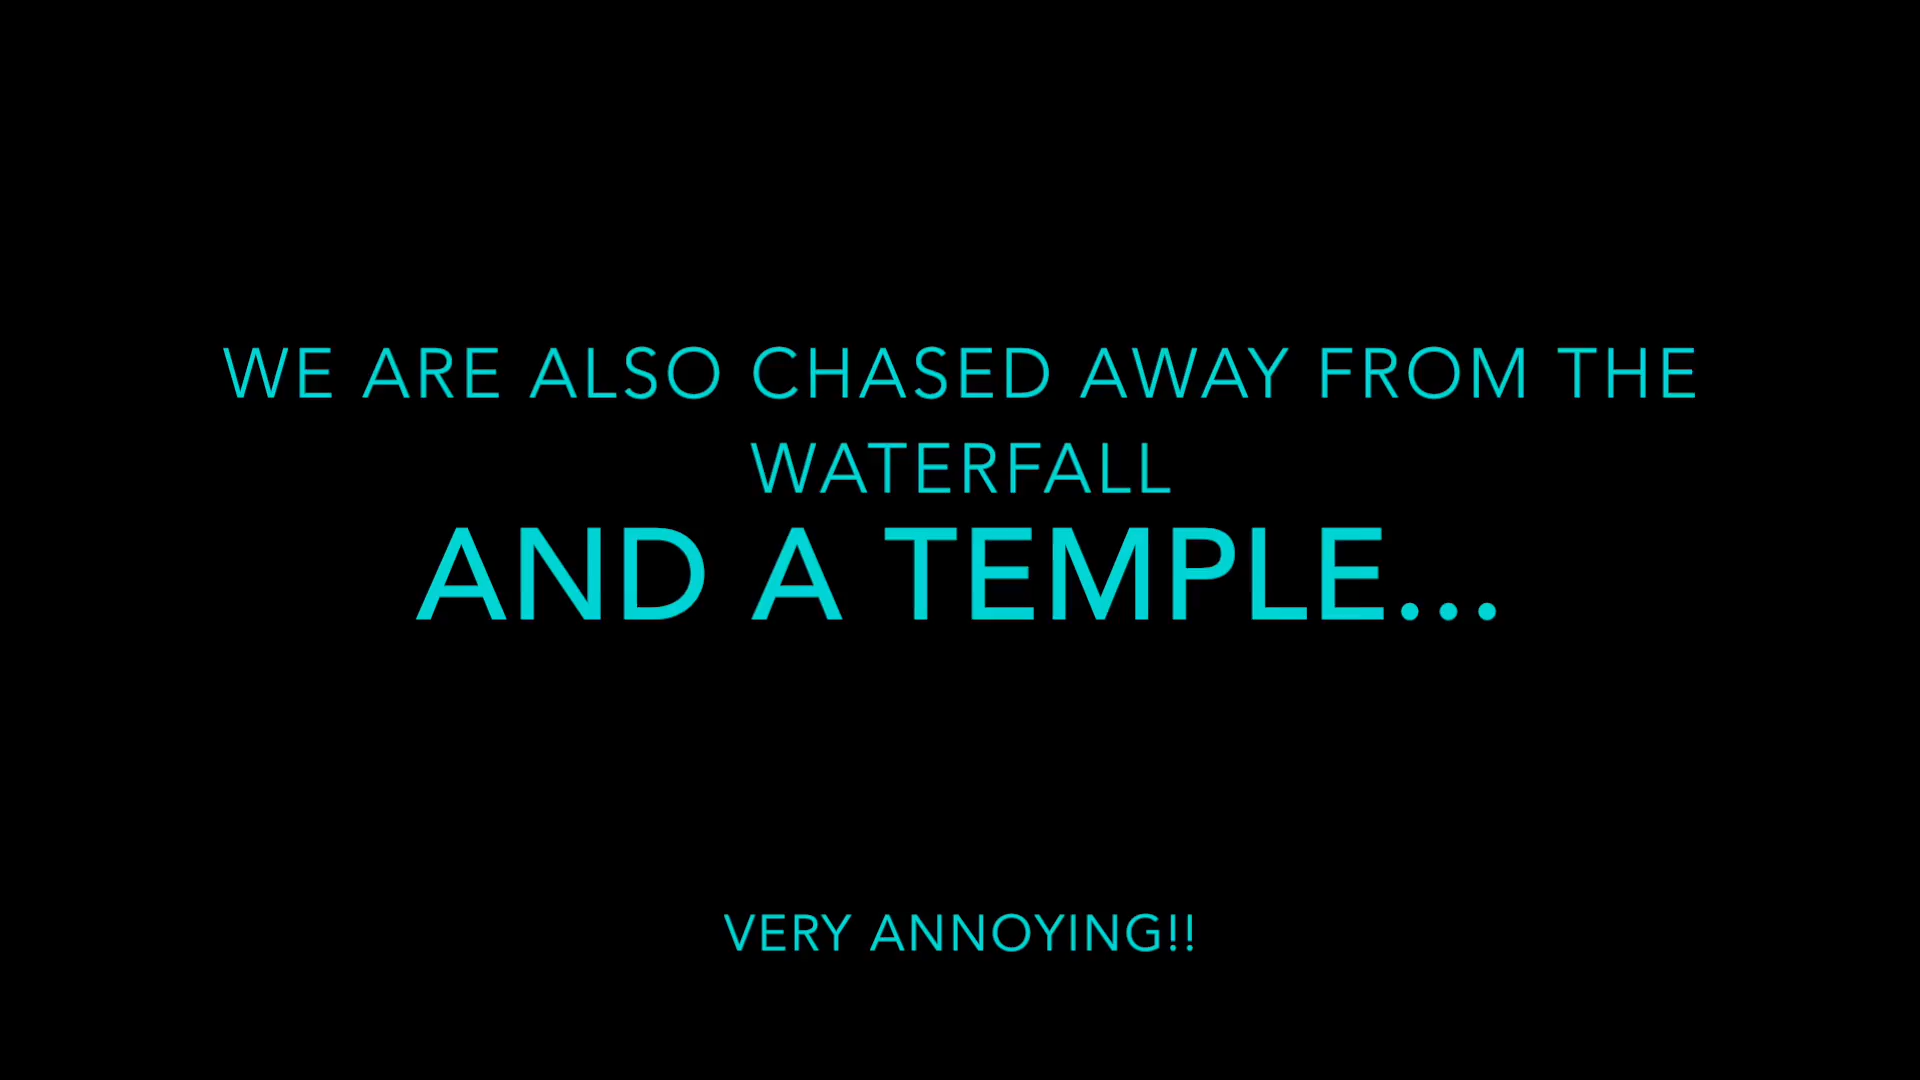 WE ARE ALSO CHASED AWAY FROM THE
WATERFALL
AND A TEMPLE...
VERY ANNOYING!!